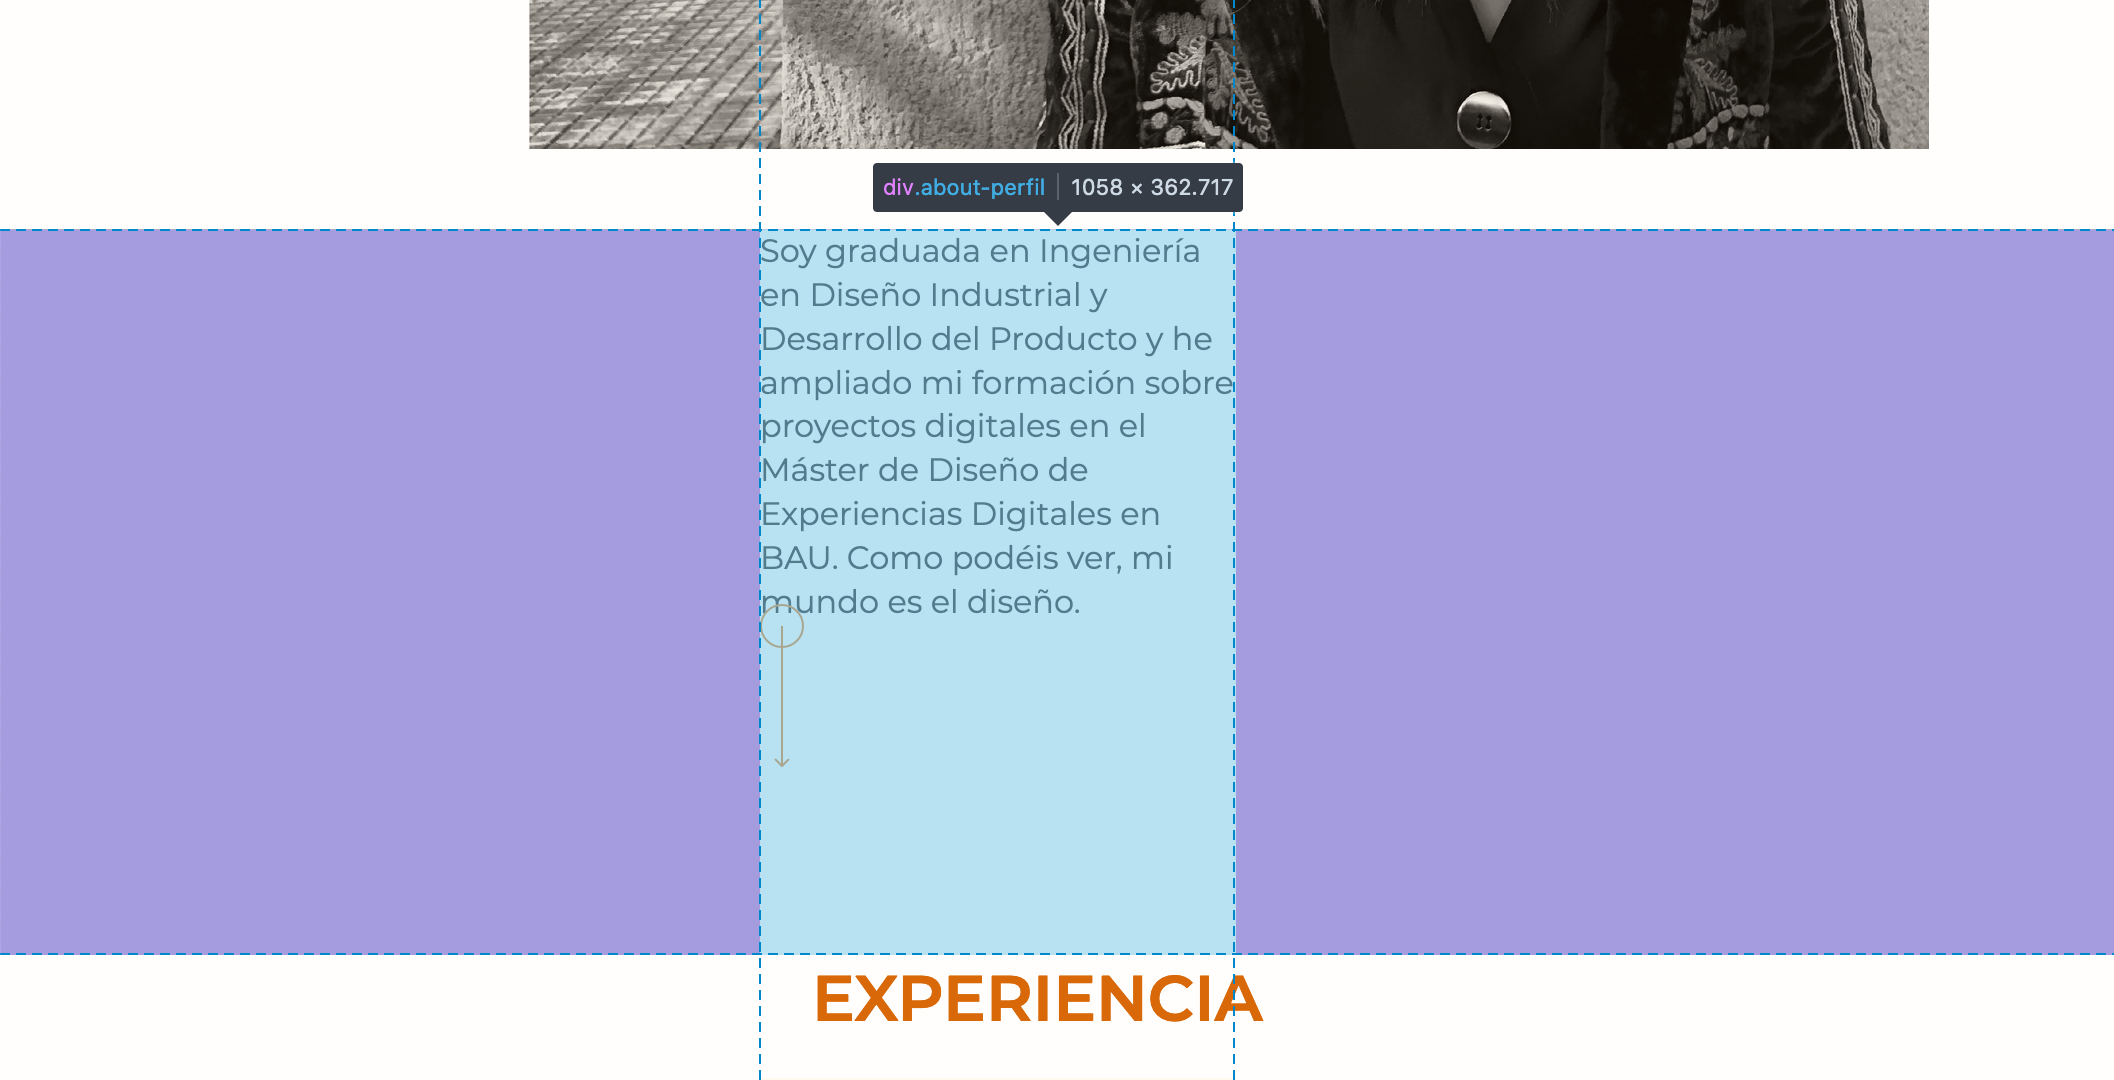 div.about-perfil 1058 × 362.717
Soy graduada en Ingeniería
en Diseño Industrial y
Desarrollo del Producto y he
ampliado mi formación sobre
proyectos digitales en el
Máster de Diseño de
Experiencias Digitales en
BAU. Como podéis ver, mi
mundo es el diseño.
EXPERIENCIA